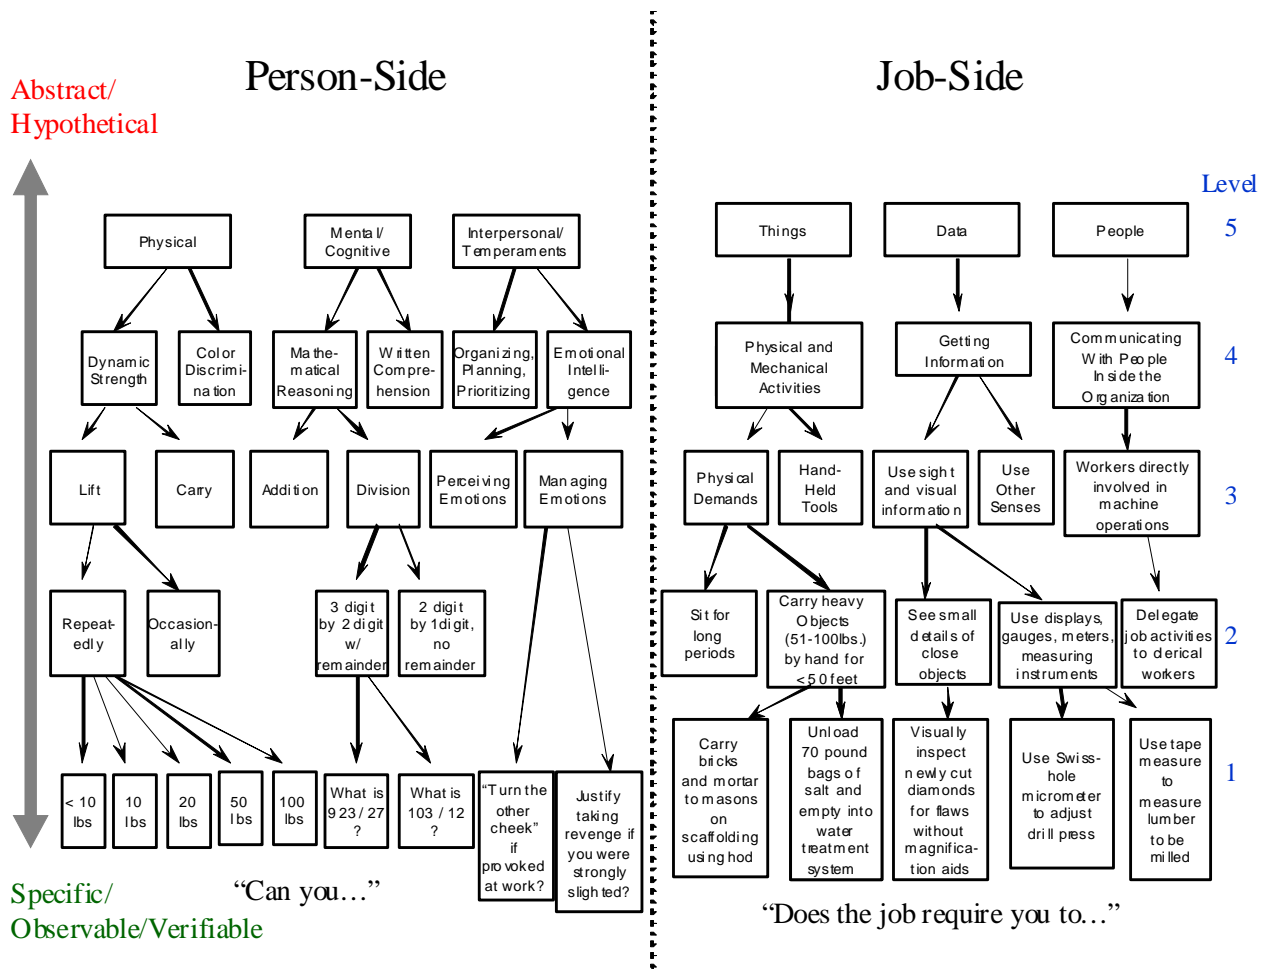 Person-Side
Job-Side
Abstract/
Hypothetical
Level
5
4
3
2
1
Physical
Mental/
Cognitive
Interpersonal/
Temperaments
Things
Data
People
Dynamic
Strength
Color
Discrimi-
nation
Mathe-
matical
Reasoning
Written
Compre-
hension
Organizing,
Planning,
Prioritizing
Emotional
Intelli-
gence
Physical and
Mechanical
Activities
Getting
Information
Communicating
With People
Inside the
Organization
Lift
Carry
Addition
Division
Perceiving
Emotions
Managing
Emotions
Physical
Demands
Hand-
Held
Tools
Use sight
and visual
information
Use
Other
Senses
Workers directly
involved in
machine
operations
Repeat-
edly
Occasion-
ally
3 digit
by 2 digit
w/
remainder
2 digit
by 1digit,
no
remainder
Sit for
long
periods
Carry heavy
Objects
(51-100lbs.)
by hand for
< 50 feet
See small
details of
close
objects
Use displays,
gauges, meters,
measuring
instruments
Delegate
job activities
to clerical
workers
< 10
lbs
10
lbs
20
lbs
50
lbs
100
lbs
What is
923 / 27
?
What is
103 / 12 ?
“Turn the
other
cheek”
if
provoked
at work?
Justify
taking
revenge if
you were
strongly
slighted?
Carry
bricks
and mortar
to masons
on
scaffolding
using hod
Unload
70 pound
bags of
salt and
empty into
water
treatment
system
Visually
inspect
newly cut
diamonds
for flaws
without
magnifica-
tion aids
Use Swiss-
hole
micrometer
to adjust
drill press
Use tape
measure
to
measure
lumber
to be
milled
Specific/
Observable/Verifiable
“Can you…”
“Does the job require you to…”